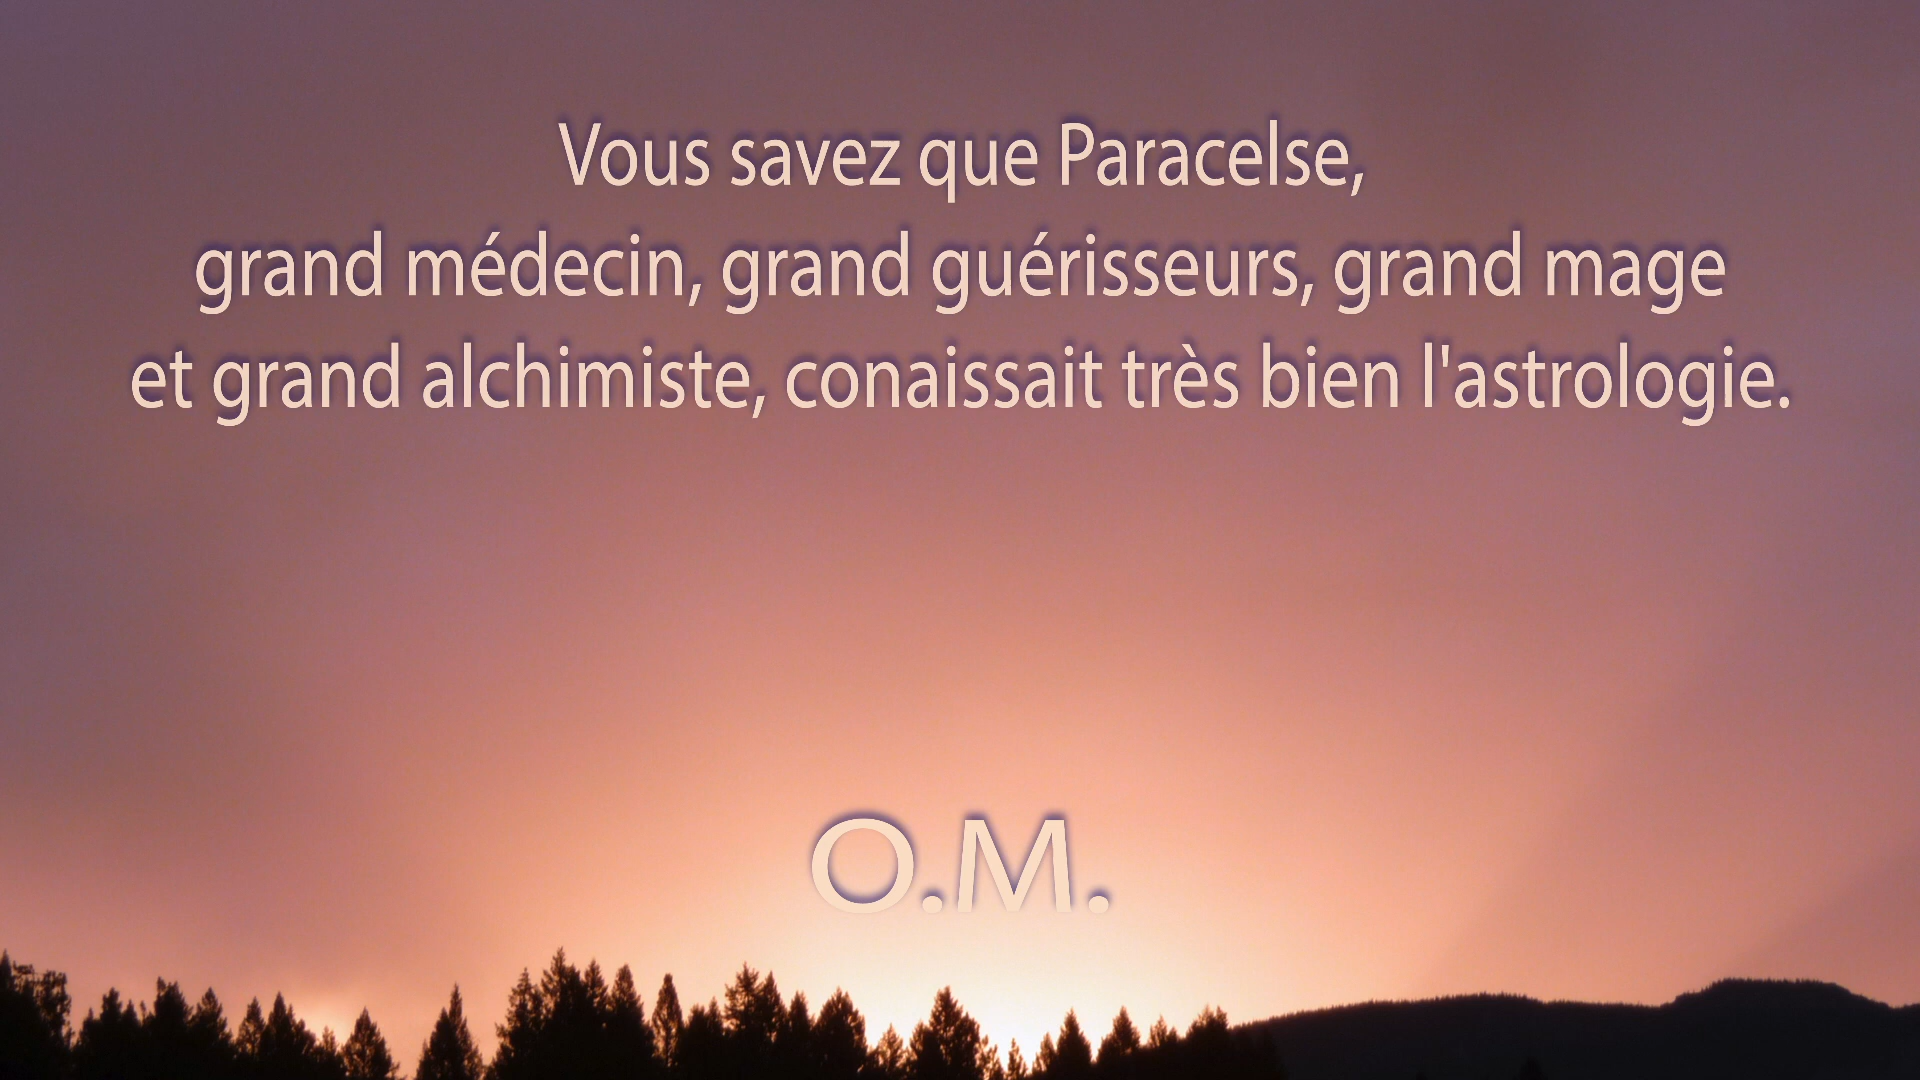 Vous savez que Paracelse,
grand médecin, grand guérisseurs, grand mage
et grand alchimiste, conaissait très bien l'astrologie.
O.M.